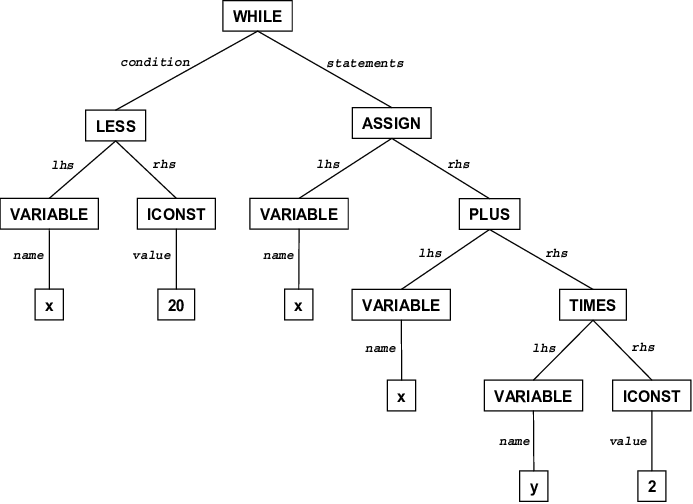 WHILE
condition statements
LESS ASSIGN
lhs rhs lhs rhs
VARIABLE ICONST VARIABLE PLUS
name value name lhs rhs
x 20 x VARIABLE TIMES
name lhs rhs
x VARIABLE ICONST
name value
y 2